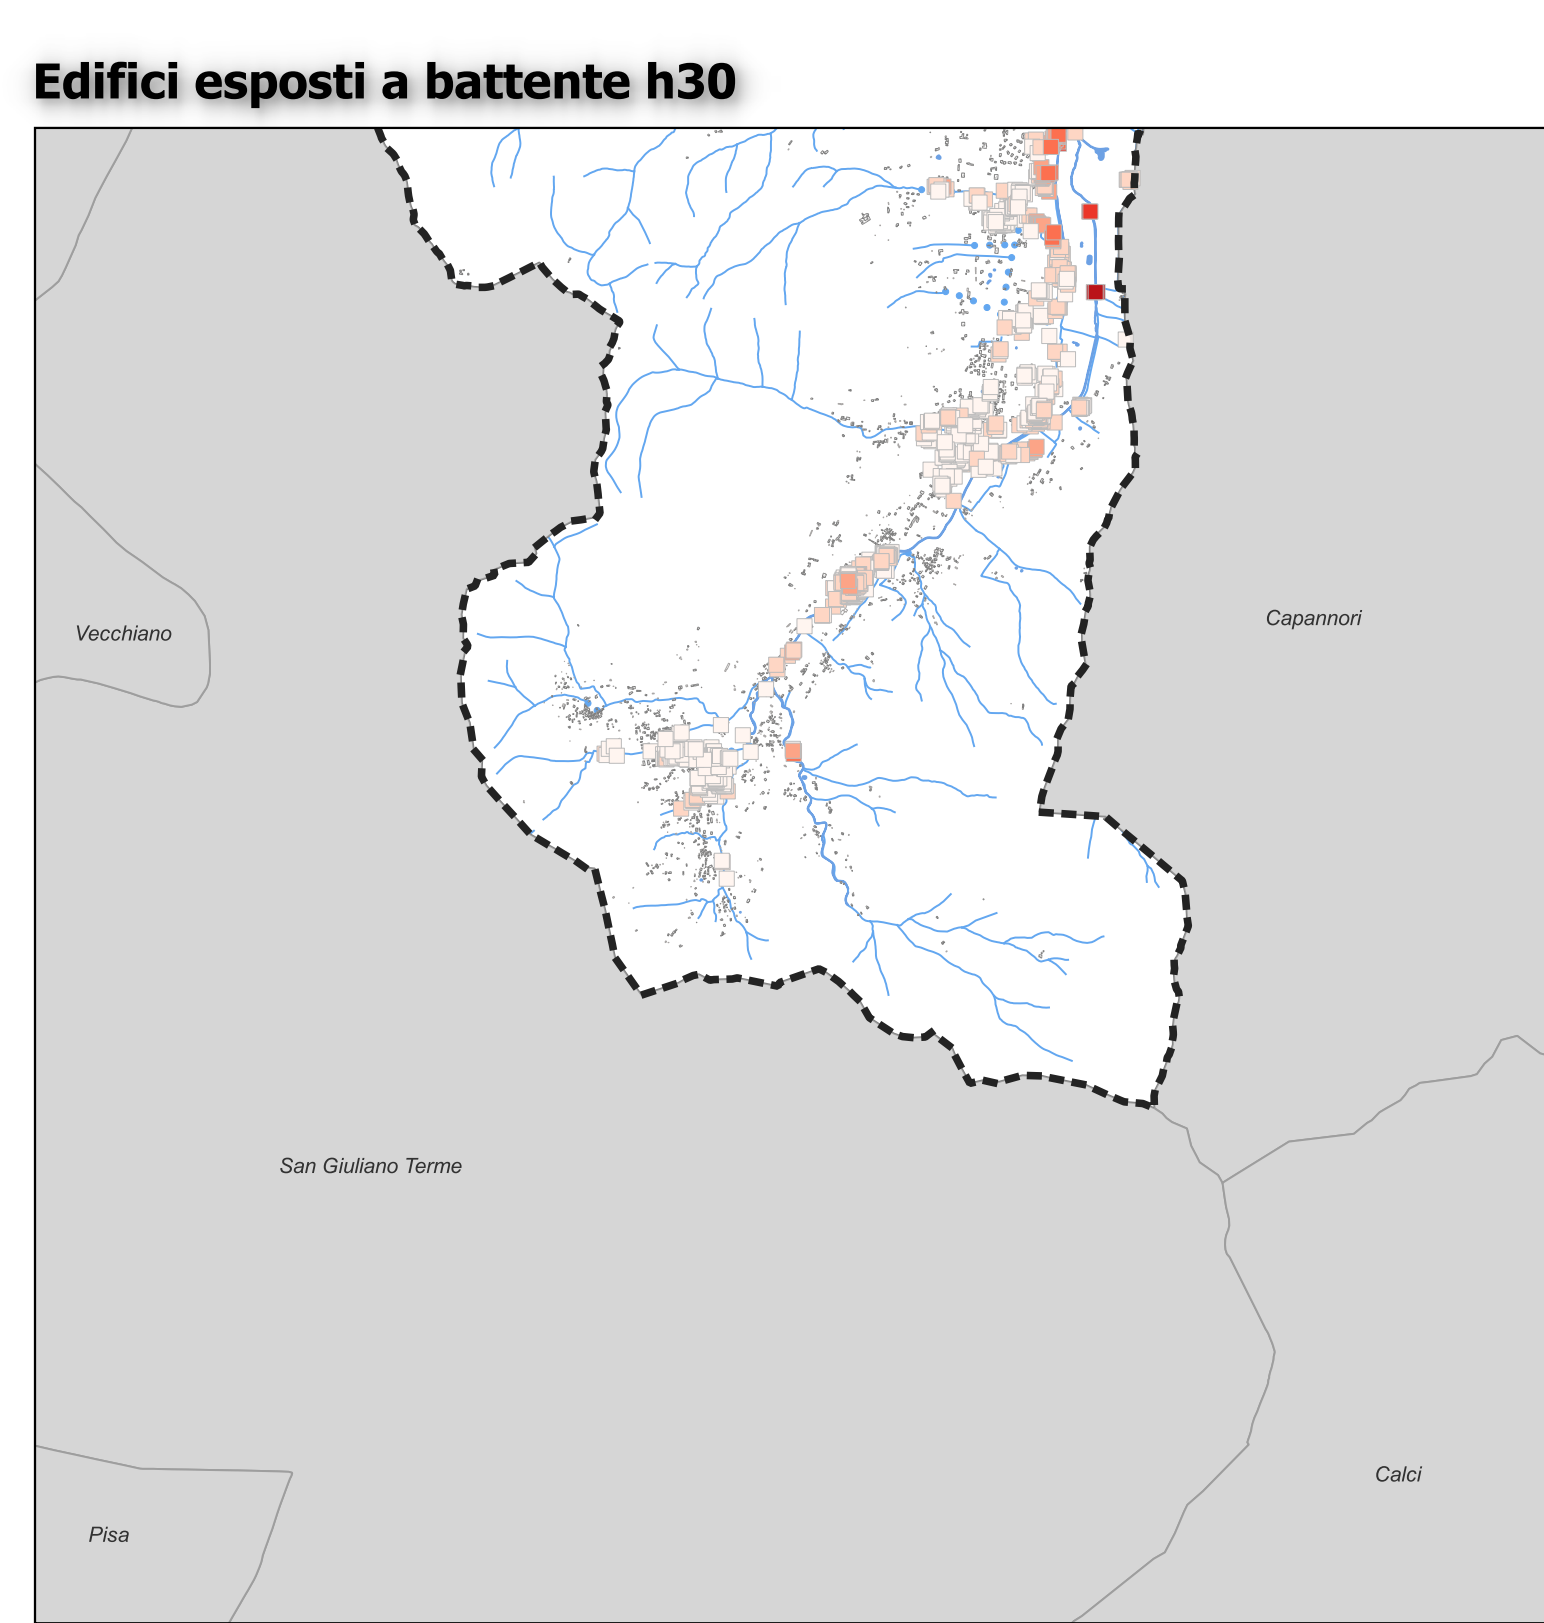 Edifici esposti a battente h30
Capannori
Vecchiano
San Giuliano Terme
Calci
Pisa